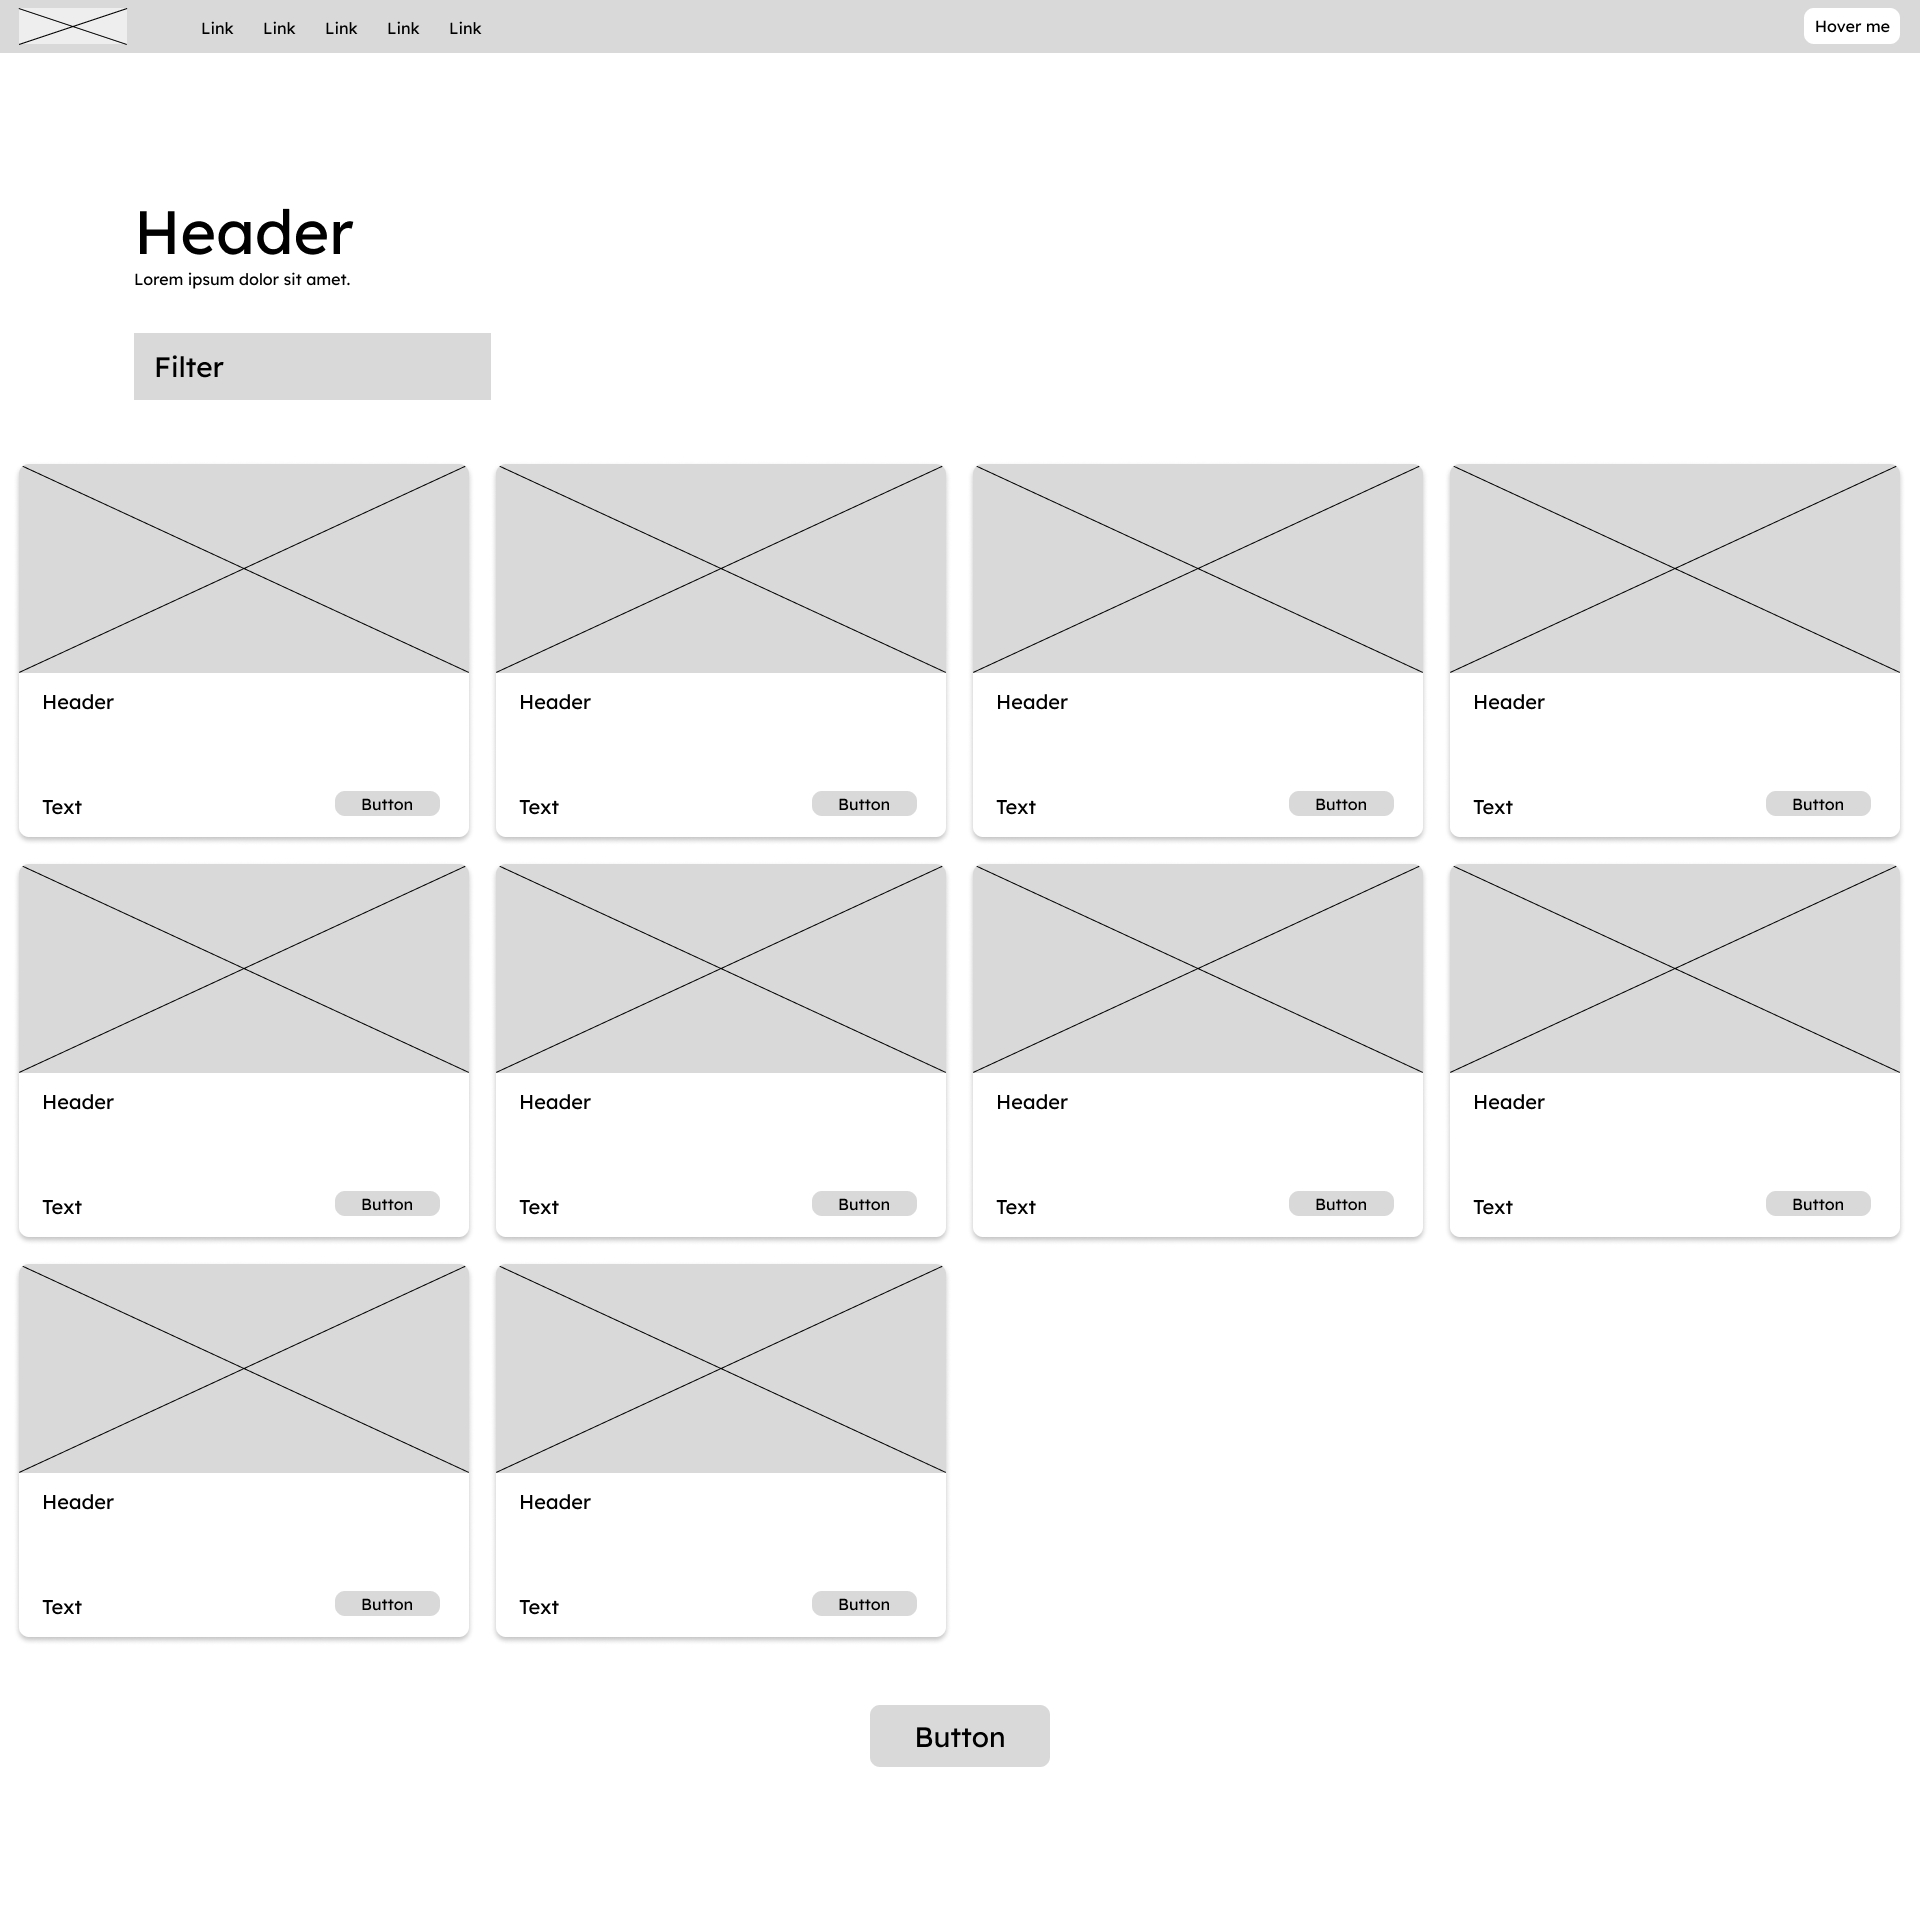 Link Link Link Link Link Hover me
Header
Lorem ipsum dolor sit amet.
Filter
Header Header Header Header
Text Button Text Button Text Button Text Button
Header Header Header Header
Text Button Text Button Text Button Text Button
Header Header
Text Button Text Button
Button